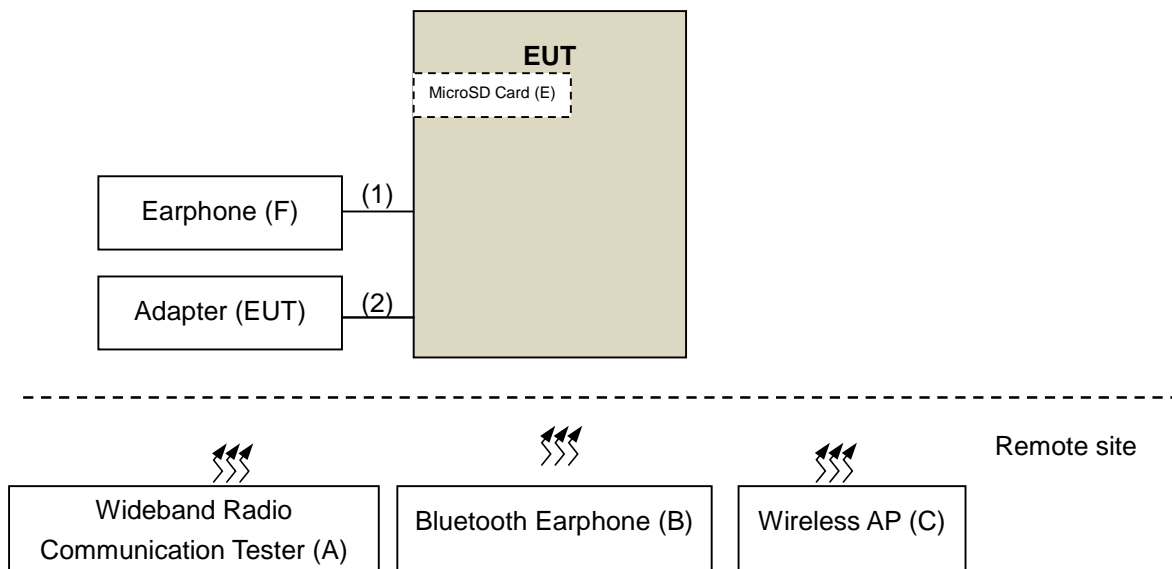 EUT
MicroSD Card (E)
(1)
Earphone (F)
(2)
Adapter (EUT)
Remote site
Wideband Radio
Communication Tester (A)
Bluetooth Earphone (B)
Wireless AP (C)